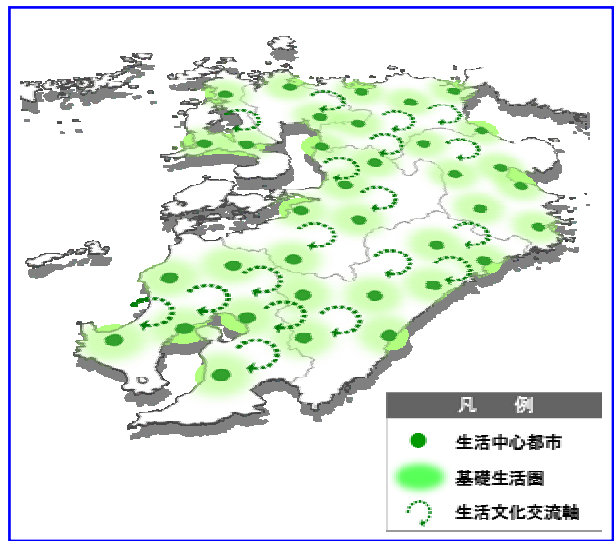 凡 例
生活中心都市
基礎生活圏
生活文化交流軸